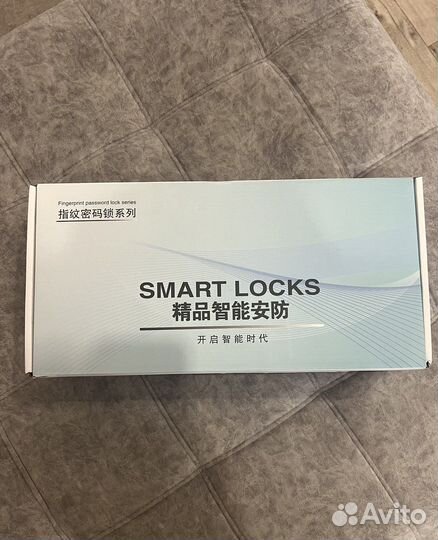 Fingerprint password lock series
指纹密码锁系列
SMART LOCKS
精品智能安防
开启智能时代
Avito